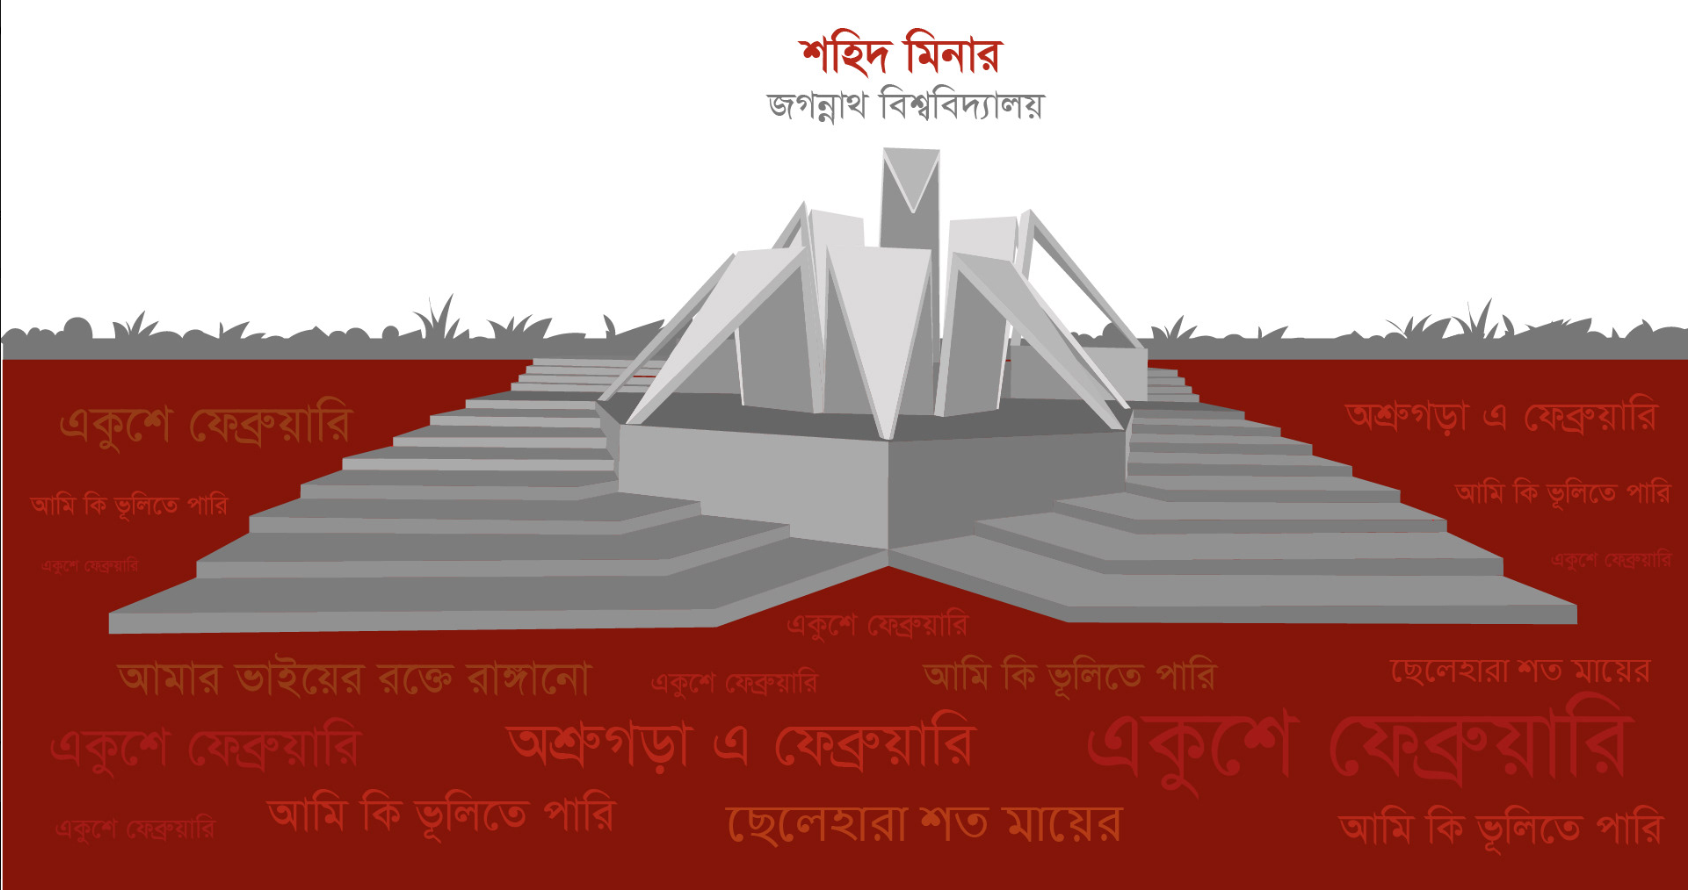 শহিদ মিনার
জগন্নাথ বিশ্ববিদ্যালয়
একুশে ফেব্রুয়ারি
অশ্রুগড়া এ ফেব্রুয়ারি
আমি কি ভূলিতে পারি
আমি কি ভূলিতে পারি
একুশে ফেব্রুয়ারি
একুশে ফেব্রুয়ারি
একুশে ফেব্রুয়ারি
আমার ভাইয়ের রক্তে রাঙ্গানো
একুশে ফেব্রুয়ারি
আমি কি ভূলিতে পারি
ছেলেহারা শত মায়ের
একুশে ফেব্রুয়ারি
অশ্রুগড়া এ ফেব্রুয়ারি
একুশে ফেব্রুয়ারি
একুশে ফেব্রুয়ারি
আমি কি ভূলিতে পারি
ছেলেহারা শত মায়ের
আমি কি ভূলিতে পারি